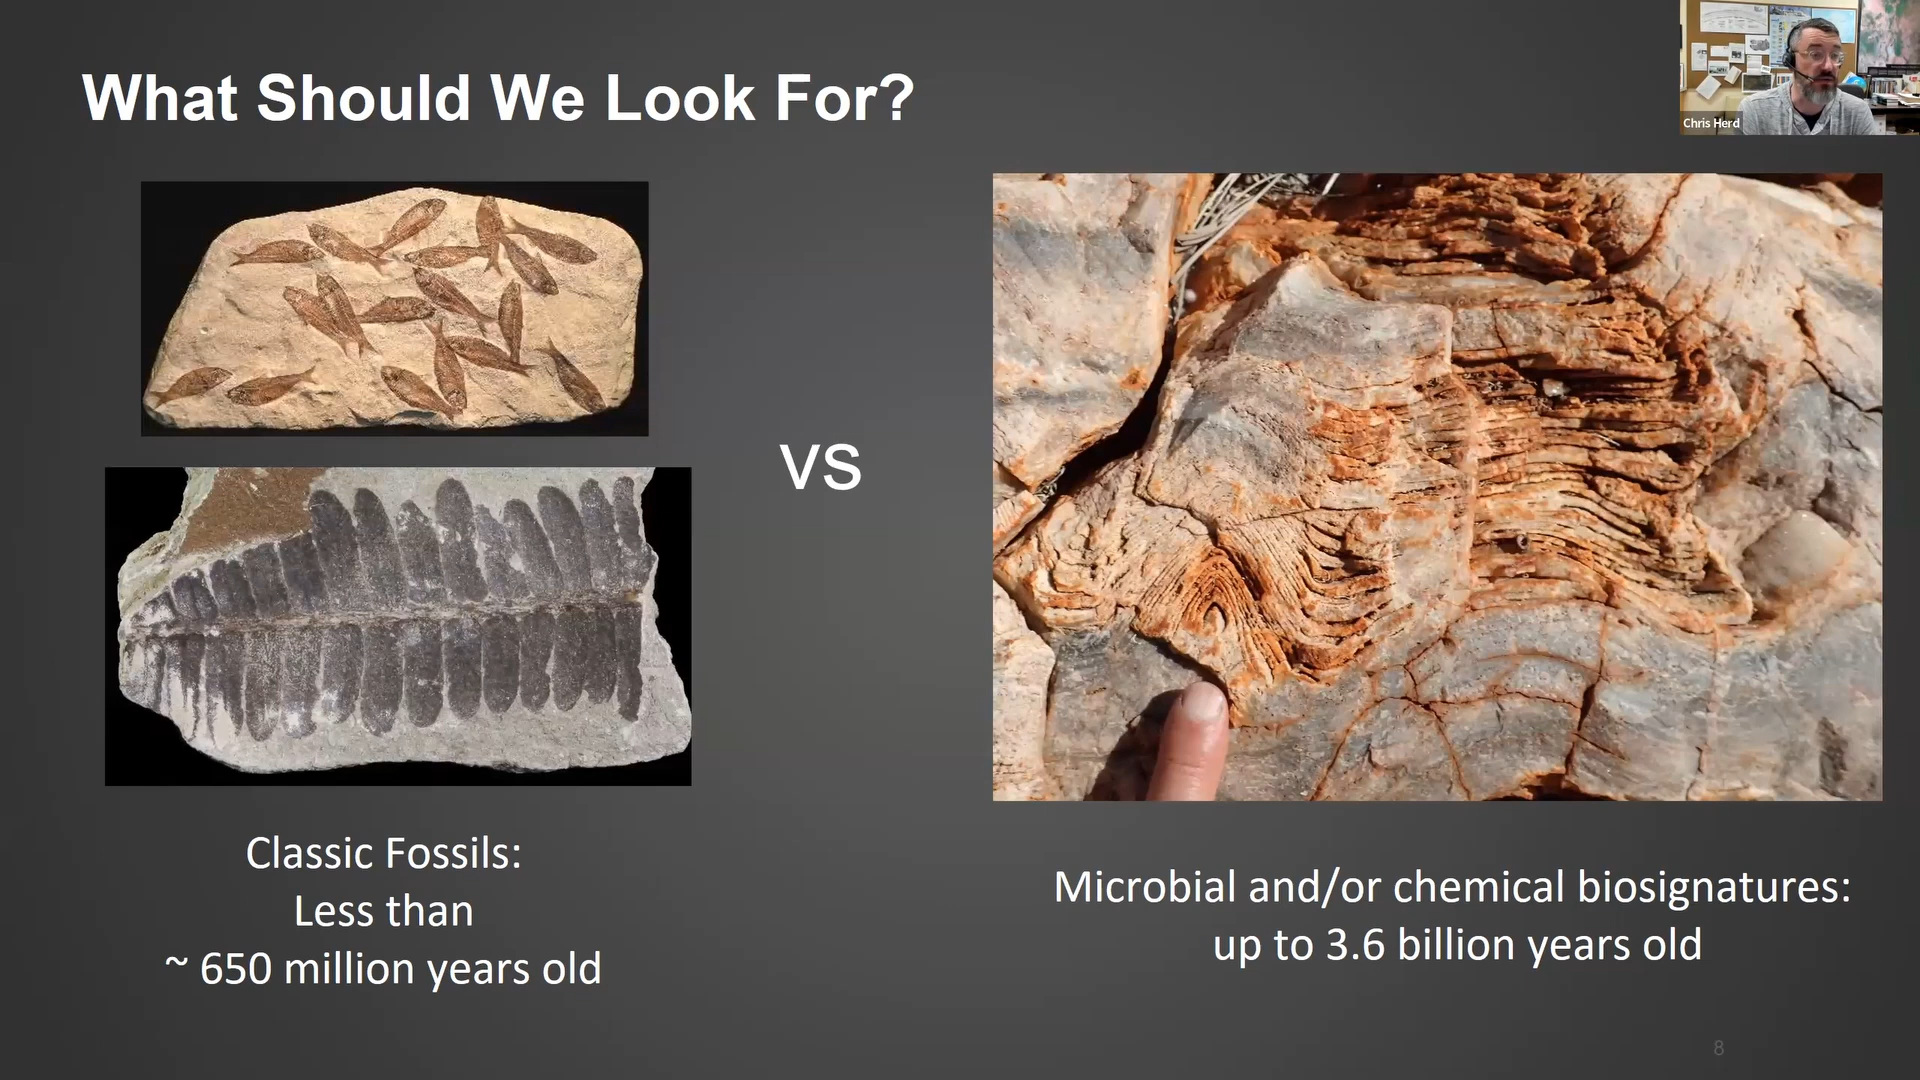 What Should We Look For?
Chris Herd
vs
Classic Fossils:
Less than
~ 650 million years old
Microbial and/or chemical biosignatures:
up to 3.6 billion years old
8